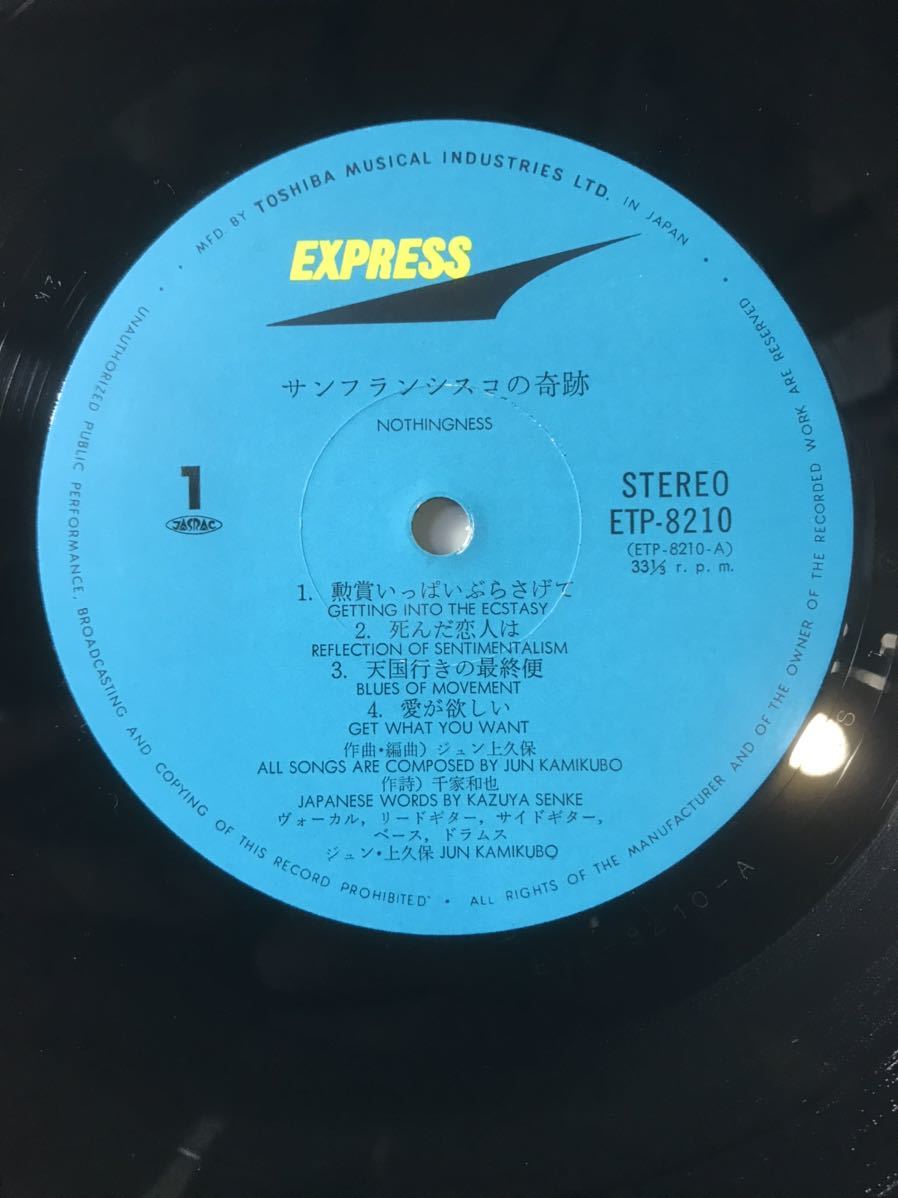 MFD. BY TOSHIBA MUSICAL INDUSTRIES LTD. IN JAPAN
EXPRESS
サンフランシスコの奇跡
NOTHINGNESS
1
JASRAC
STEREO
ETP-8210
(ETP-8210-A)
33⅓ r. p. m.
1. 勲賞いっぱいぶらさげて
GETTING INTO THE ECSTASY
2. 死んだ恋人は
REFLECTION OF SENTIMENTALISM
3. 天国行きの最終便
BLUES OF MOVEMENT
4. 愛が欲しい
GET WHAT YOU WANT
作曲・編曲) ジュン上久保
ALL SONGS ARE COMPOSED BY JUN KAMIKUBO
作詩) 千家和也
JAPANESE WORDS BY KAZUYA SENKE
ヴォーカル, リードギター, サイドギター,
ベース, ドラムス
ジュン・上久保 JUN KAMIKUBO
UNAUTHORIZED PUBLIC PERFORMANCE, BROADCASTING AND COPYING OF THIS RECORD PROHIBITED • ALL RIGHTS OF THE MANUFACTURER AND OF THE OWNER OF THE RECORDED WORK ARE RESERVED
ETP-8210-A